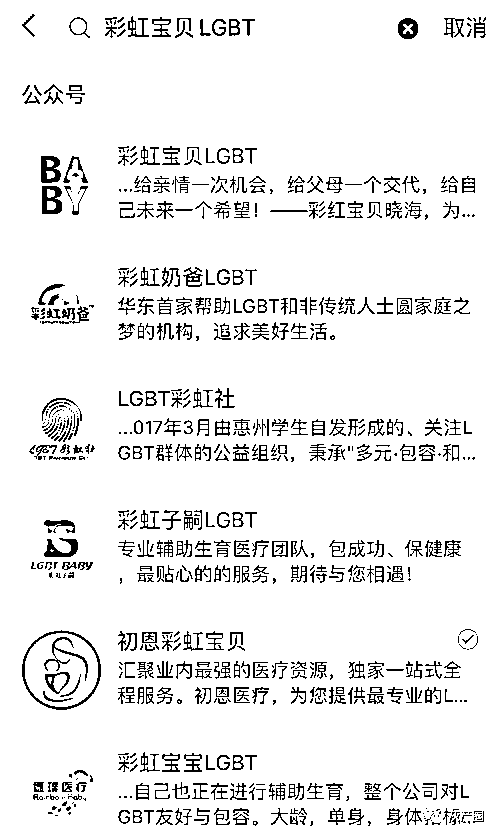 彩虹宝贝LGBT
取消
公众号
BA
BY
彩虹宝贝LGBT
...给亲情一次机会，给父母一个交代，给自
己未来一个希望！——彩红宝贝晓海，为...
彩虹奶爸
彩虹奶爸LGBT
华东首家帮助LGBT和非传统人士圆家庭之
梦的机构，追求美好生活。
LGBT彩虹社
LGBT彩虹社
...017年3月由惠州学生自发形成的、关注L
GBT群体的公益组织，秉承"多元·包容·和...
LGBT BABY
彩虹子嗣LGBT
专业辅助生育医疗团队，包成功、保健康
，最贴心的的服务，期待与您相遇！
初恩彩虹宝贝
汇聚业内最强的医疗资源，独家一站式全
程服务。初恩医疗，为您提供最专业的L...
医疗
Rainbow Baby
彩虹宝宝LGBT
...自己也正在进行辅助生育，整个公司对L
GBT友好与包容。大龄，单身，身体